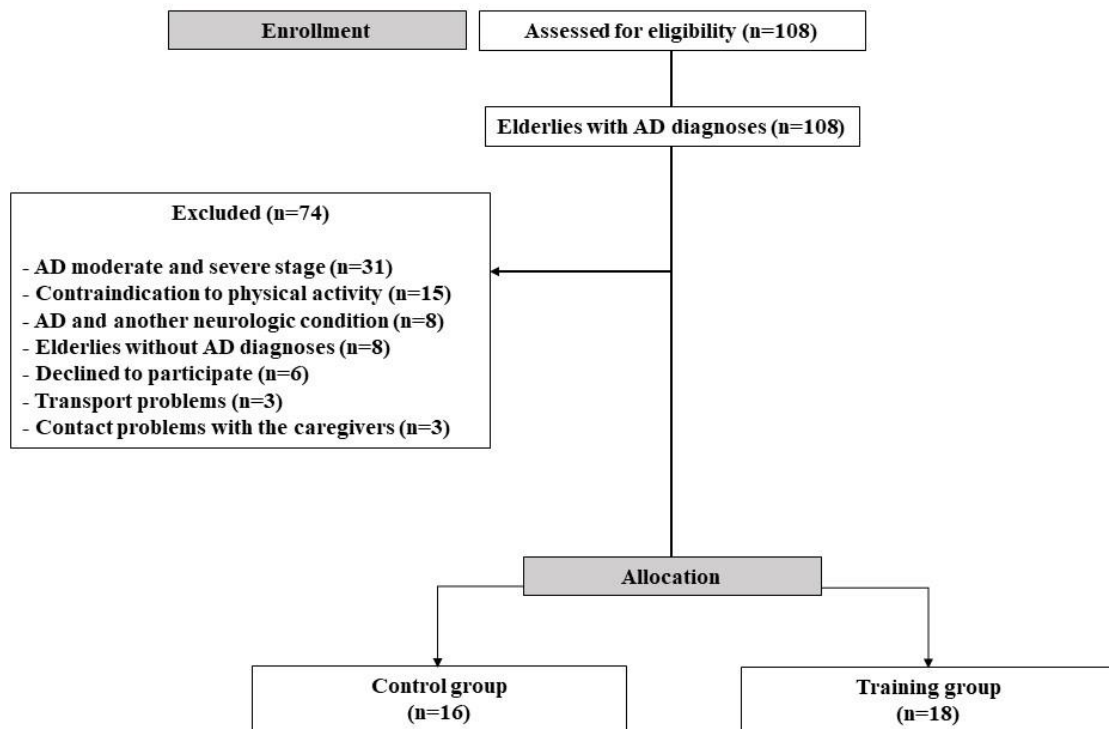 Enrollment
Assessed for eligibility (n=108)
Elderlies with AD diagnoses (n=108)
Excluded (n=74)
- AD moderate and severe stage (n=31)
- Contraindication to physical activity (n=15)
- AD and another neurologic condition (n=8)
- Elderlies without AD diagnoses (n=8)
- Declined to participate (n=6)
- Transport problems (n=3)
- Contact problems with the caregivers (n=3)
Allocation
Control group
(n=16)
Training group
(n=18)